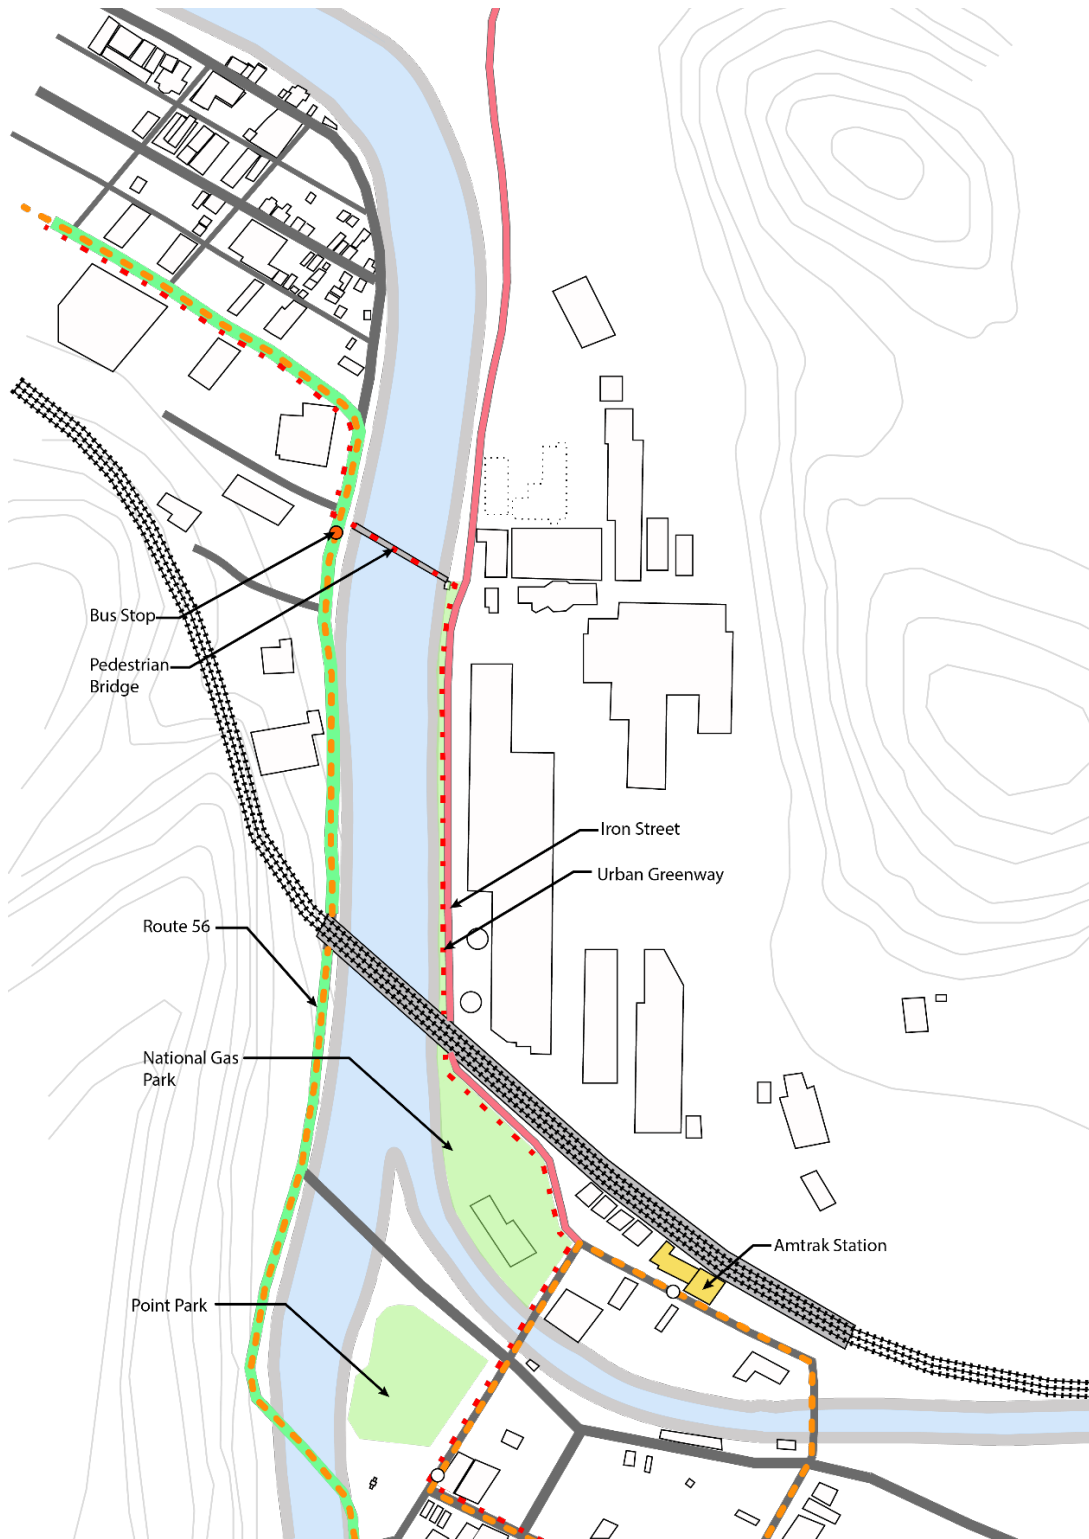 Bus Stop
Pedestrian
Bridge
Iron Street
Urban Greenway
Route 56
National Gas
Park
Amtrak Station
Point Park